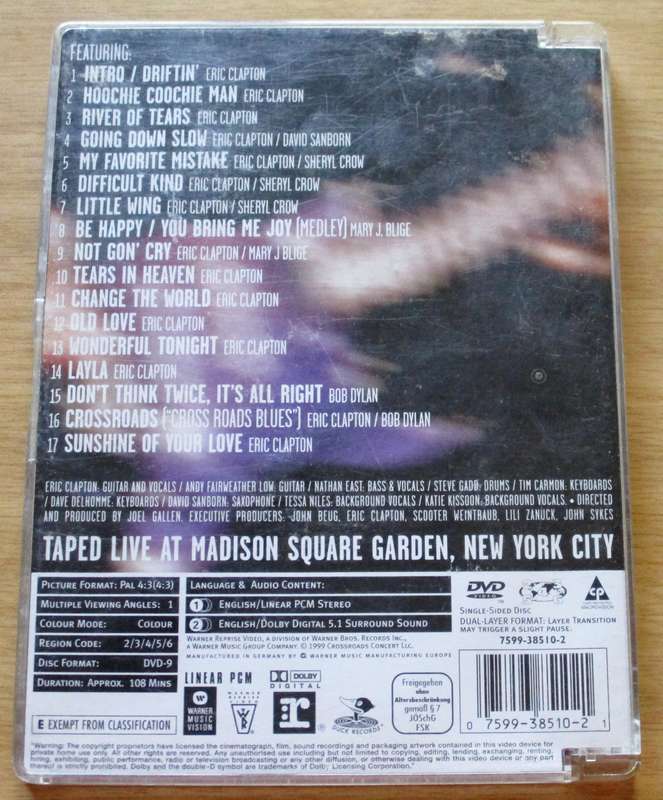 FEATURING:
1 INTRO / DRIFTIN' ERIC CLAPTON
2 HOOCHIE COOCHIE MAN ERIC CLAPTON
3 RIVER OF TEARS ERIC CLAPTON
4 GOING DOWN SLOW ERIC CLAPTON / DAVID SANBORN
5 MY FAVORITE MISTAKE ERIC CLAPTON / SHERYL CROW
6 DIFFICULT KIND ERIC CLAPTON / SHERYL CROW
7 LITTLE WING ERIC CLAPTON / SHERYL CROW
8 BE HAPPY / YOU BRING ME JOY (MEDLEY) MARY J. BLIGE
9 NOT GON' CRY ERIC CLAPTON / MARY J BLIGE
10 TEARS IN HEAVEN ERIC CLAPTON
11 CHANGE THE WORLD ERIC CLAPTON
12 OLD LOVE ERIC CLAPTON
13 WONDERFUL TONIGHT ERIC CLAPTON
14 LAYLA ERIC CLAPTON
15 DON'T THINK TWICE, IT'S ALL RIGHT BOB DYLAN
16 CROSSROADS ("CROSS ROADS BLUES") ERIC CLAPTON / BOB DYLAN
17 SUNSHINE OF YOUR LOVE ERIC CLAPTON
ERIC CLAPTON: GUITAR AND VOCALS / ANDY FAIRWEATHER LOW: GUITAR / NATHAN EAST: BASS & VOCALS / STEVE GADD: DRUMS / TIM CARMON: KEYBOARDS
/ DAVE DELHOMME: KEYBOARDS / DAVID SANBORN: SAXOPHONE / TESSA NILES: BACKGROUND VOCALS / KATIE KISSOON: BACKGROUND VOCALS • DIRECTED
AND PRODUCED BY JOEL GALLEN. EXECUTIVE PRODUCERS: JOHN BEUG, ERIC CLAPTON, SCOOTER WEINTRAUB, LILI ZANUCK, JOHN SYKES
TAPED LIVE AT MADISON SQUARE GARDEN, NEW YORK CITY
PICTURE FORMAT: PAL 4:3(4:3)
MULTIPLE VIEWING ANGLES: 1
COLOUR MODE: COLOUR
REGION CODE: 2/3/4/5/6
DISC FORMAT: DVD-9
DURATION: APPROX. 108 MINS
E EXEMPT FROM CLASSIFICATION
LANGUAGE & AUDIO CONTENT:
1 ENGLISH/LINEAR PCM STEREO
2 ENGLISH/DOLBY DIGITAL 5.1 SURROUND SOUND
WARNER REPRISE VIDEO, A DIVISION OF WARNER BROS. RECORDS INC.,
A WARNER MUSIC GROUP COMPANY. © 1999 CROSSROADS CONCERT LLC.
MANUFACTURED IN GERMANY BY WARNER MUSIC MANUFACTURING EUROPE
LINEAR PCM
DOLBY
DIGITAL
WARNER
MUSIC
VISION
WARNER
REPRISE
VIDEO
DUCK RECORDS
Freigegeben
ohne
Altersbeschränkung
gemäß § 7
JÖSchG
FSK
DVD
VIDEO
CP
MACROVISION
SINGLE-SIDED DISC
DUAL-LAYER FORMAT: LAYER TRANSITION
MAY TRIGGER A SLIGHT PAUSE.
7599-38510-2
0 7599-38510-2 1
"Warning: The copyright proprietors have licensed the cinematograph, film, sound recordings and packaging artwork contained in this video device for
private home use only. All other rights are reserved. Any unauthorised use including but not limited to copying, editing, lending, exchanging, renting,
hiring, exhibiting, public performance, radio or television broadcasting or any other diffusion, or otherwise dealing with this video device or any part
thereof is strictly prohibited. Dolby and the double-D symbol are trademarks of Dolby Licensing Corporation."